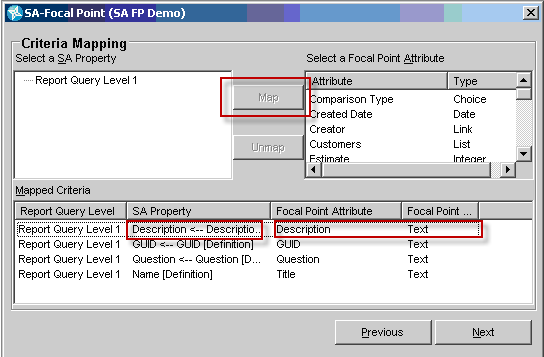 SA-Focal Point (SA FP Demo)
Criteria Mapping
Select a SA Property
Select a Focal Point Attribute
Report Query Level 1
Map
Unmap
Attribute Type
Comparison Type Choice
Created Date Date
Creator Link
Customers List
Estimate Integer
Mapped Criteria
Report Query Level SA Property Focal Point Attribute Focal Point ...
Report Query Level 1 Description <-- Descriptio... Description Text
Report Query Level 1 GUID <-- GUID [Definition] GUID Text
Report Query Level 1 Question <-- Question [D... Question Text
Report Query Level 1 Name [Definition] Title Text
Previous Next